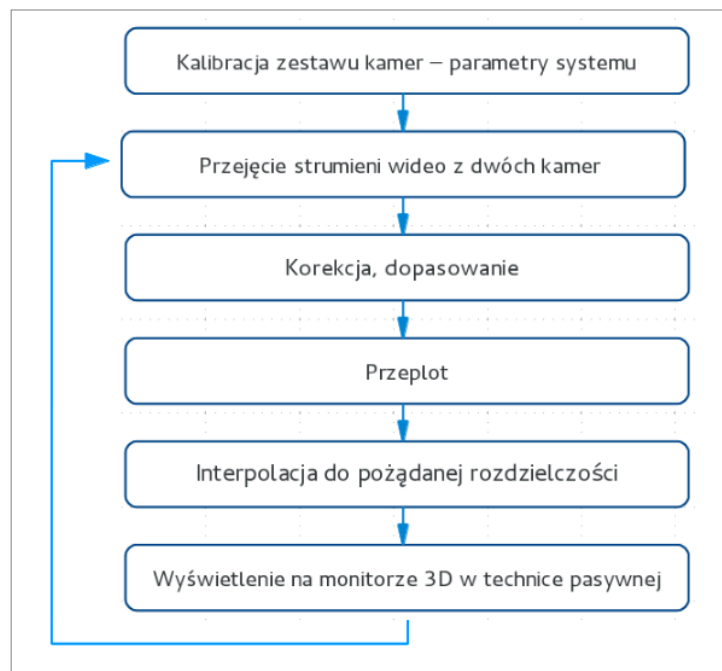 Kalibracja zestawu kamer – parametry systemu
Przejęcie strumieni wideo z dwóch kamer
Korekcja, dopasowanie
Przeplot
Interpolacja do pożądanej rozdzielczości
Wyświetlenie na monitorze 3D w technice pasywnej